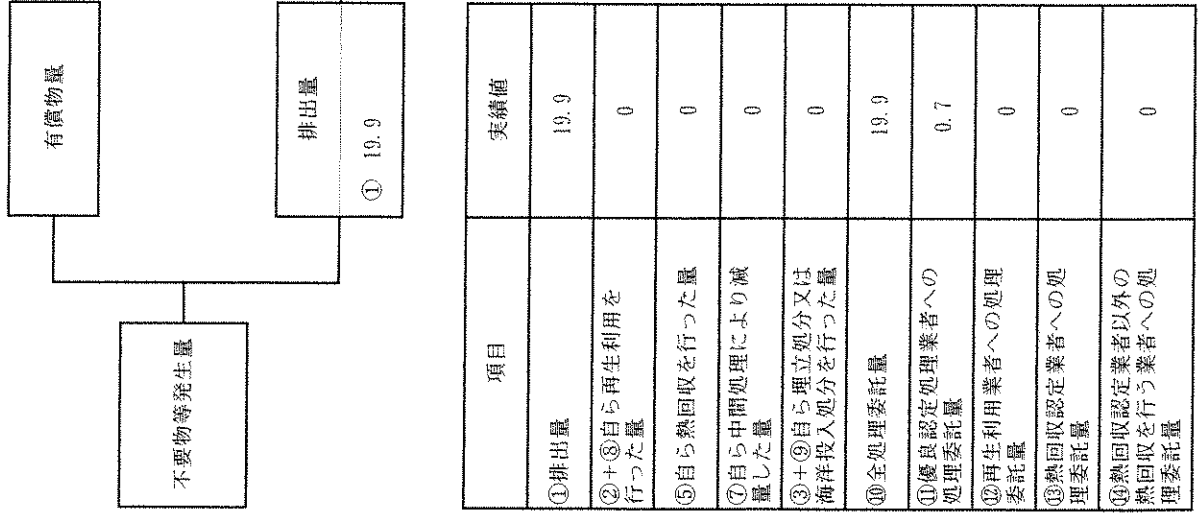 有償物量
不要物等発生量
排出量
① 19.9
項目
実績値
①排出量
19.9
②+⑧自ら再生利用を
行った量
0
⑤自ら熱回収を行った量
0
⑦自ら中間処理により減
量した量
0
③+⑨自ら埋立処分又は
海洋投入処分を行った量
0
⑩全処理委託量
19.9
⑪優良認定処理業者への
処理委託量
0.7
⑫再生利用業者への処理
委託量
0
⑬熱回収認定業者への処
理委託量
0
⑭熱回収認定業者以外の
熱回収を行う業者への処
理委託量
0